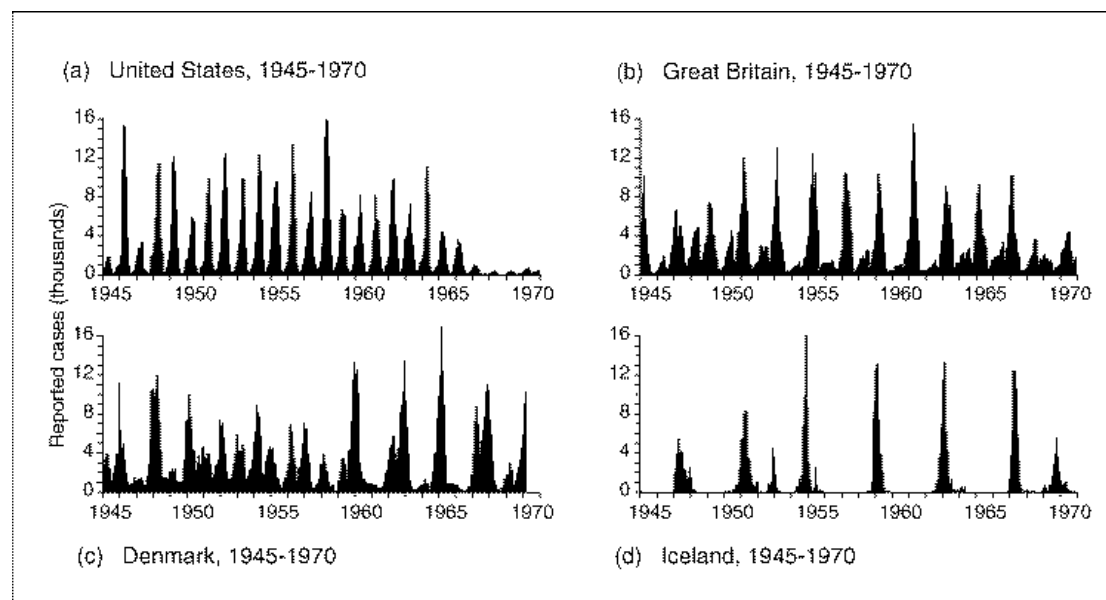 (a) United States, 1945-1970
(b) Great Britain, 1945-1970
Reported cases (thousands)
16
12
8
4
0
1945 1950 1955 1960 1965 1970
16
12
8
4
0
1945 1950 1955 1960 1965 1970
16
12
8
4
0
1945 1950 1955 1960 1965 1970
16
12
8
4
0
1945 1950 1955 1960 1965 1970
(c) Denmark, 1945-1970
(d) Iceland, 1945-1970